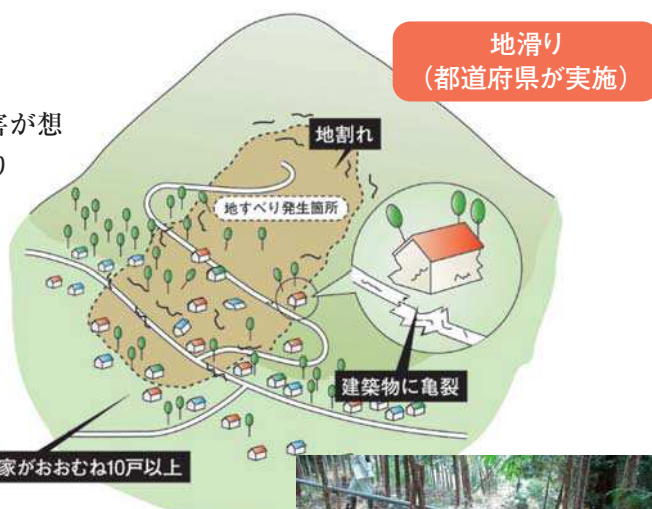 地滑り
（都道府県が実施）
害が想
り
地割れ
地すべり発生箇所
建築物に亀裂
家がおおむね10戸以上